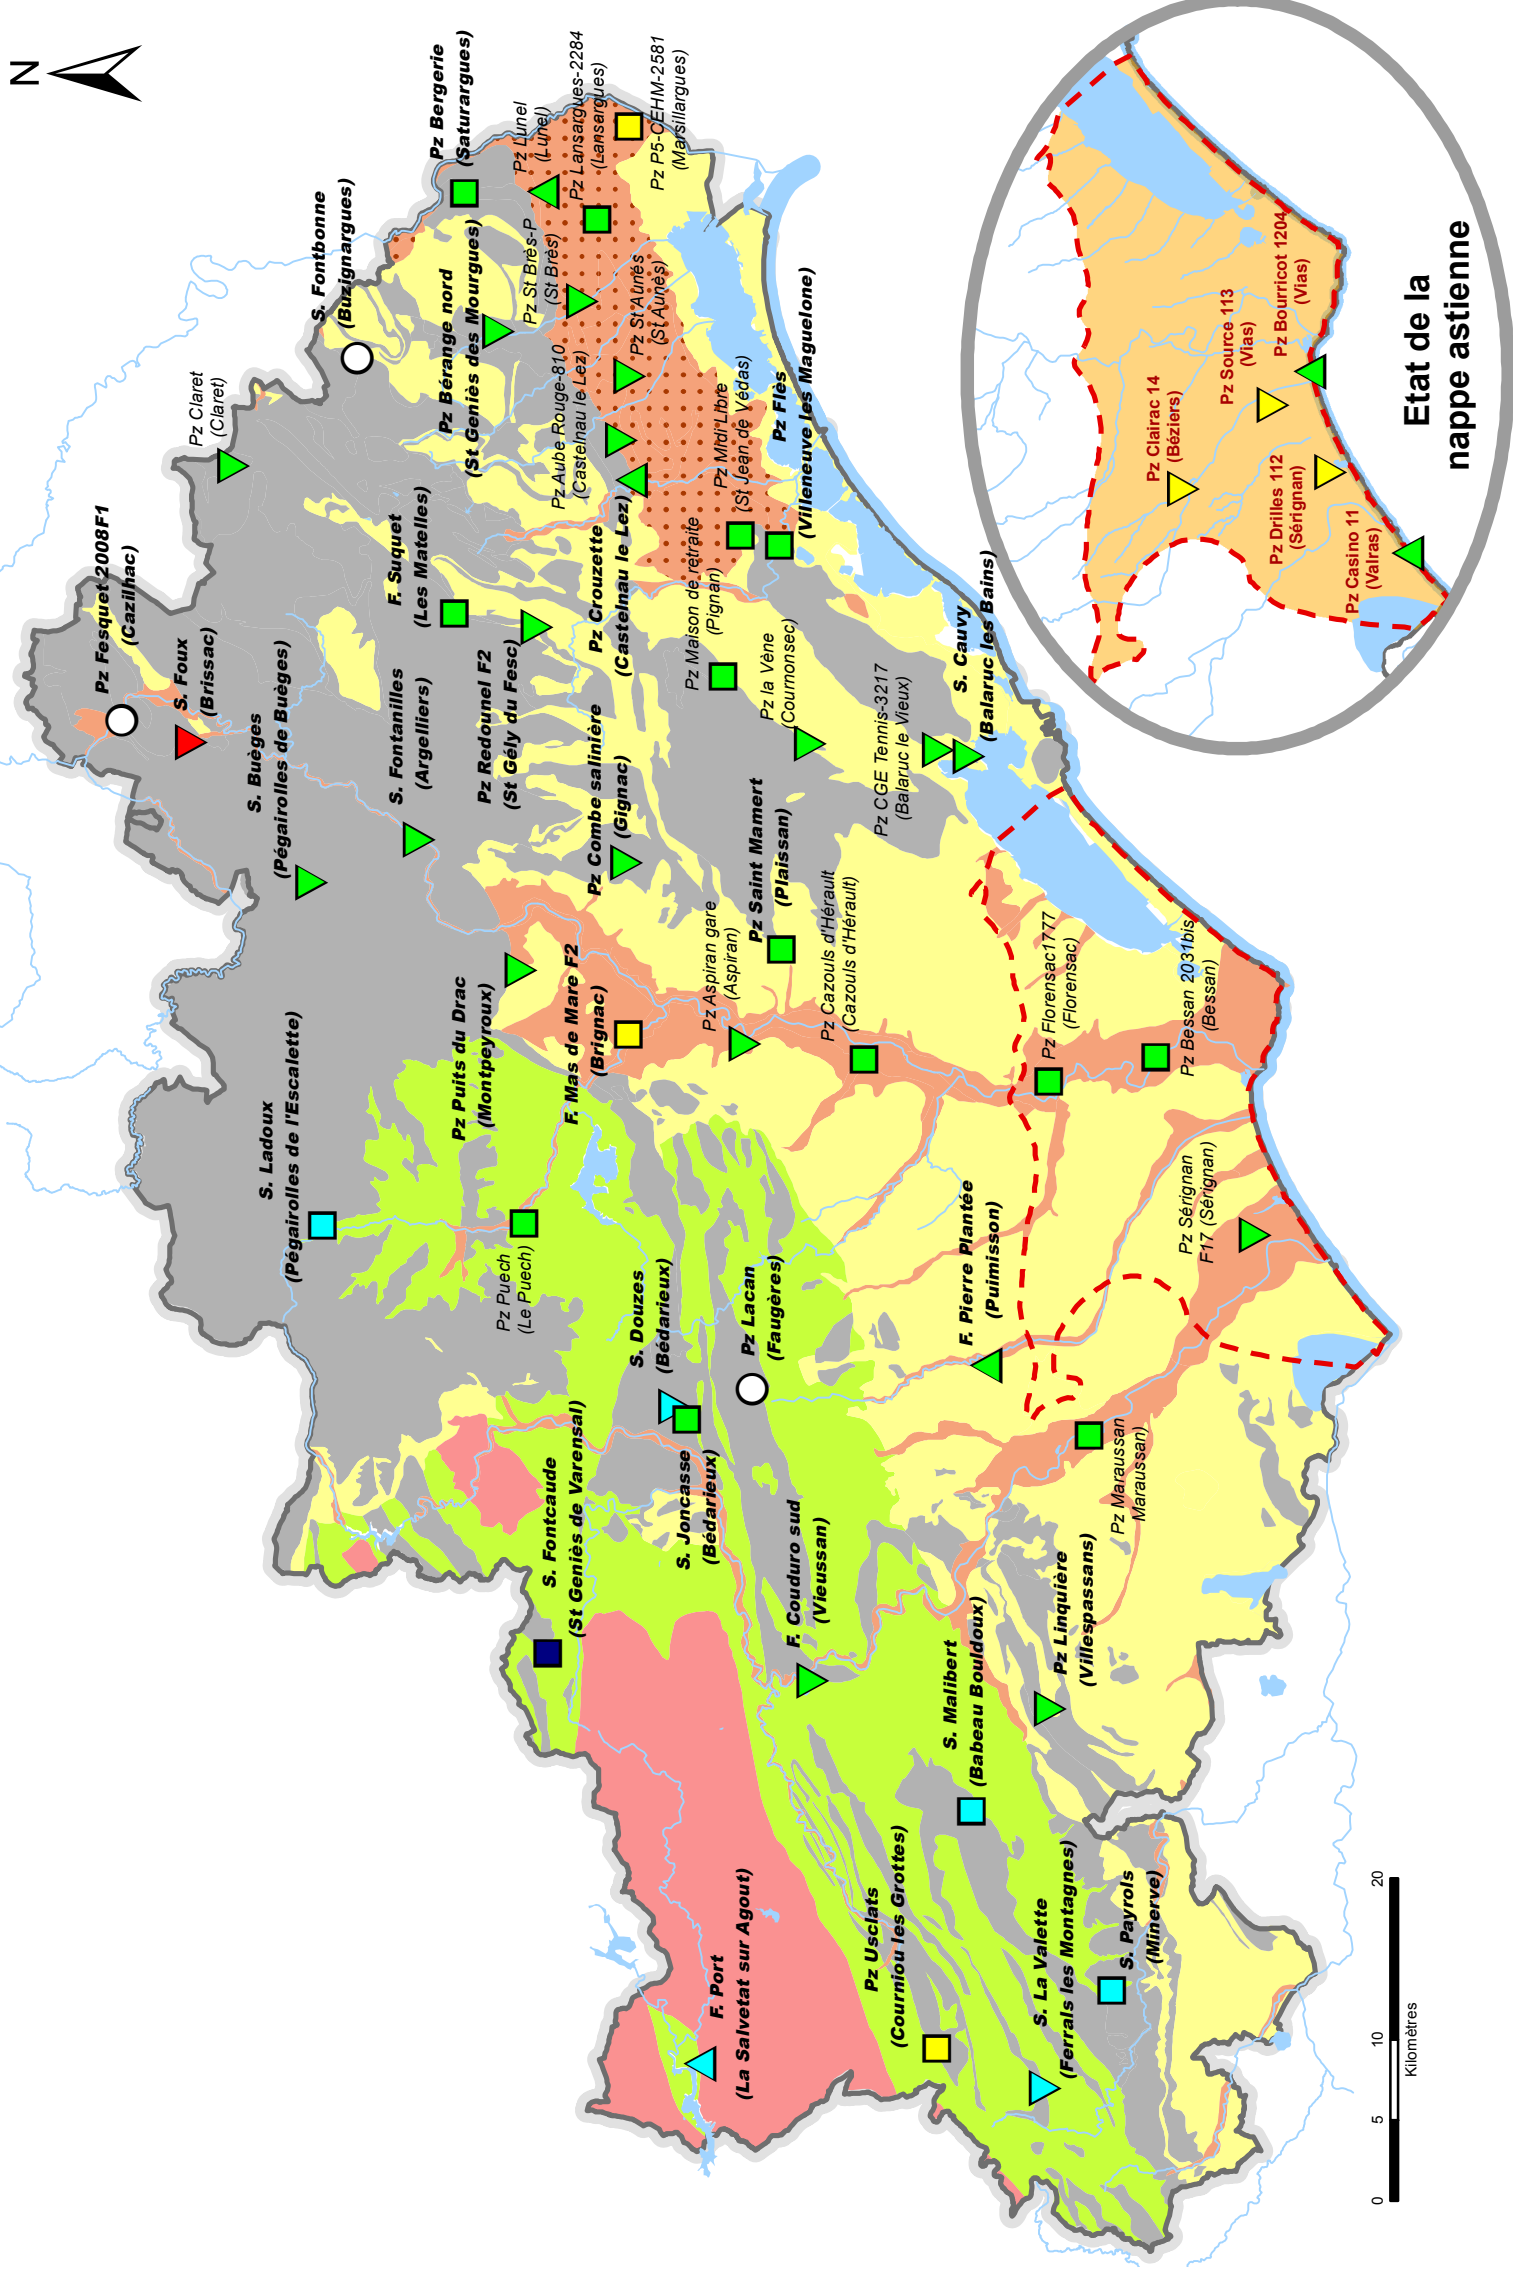 N
Pz Bergerie
(Saturargues)
Pz Lunel
(Lunel)
Pz Lansargues-2284
(Lansargues)
Pz P5-CEHM-2581
(Marsillargues)
S. Fontbonne
(Buzignargues)
Pz Bérange nord
(St Geniès des Mourgues)
Pz St Brès-P
(St Brès)
Pz St Aunès
(St Aunès)
Pz Claret
(Claret)
Pz Aube Rouge-810
(Castelnau le Lez)
Pz Midi Libre
(St Jean de Védas)
Pz Flès
(Villeneuve les Maguelone)
Pz Fesquet 2008F1
(Cazilhac)
F. Suquet
(Les Matelles)
Pz Crouzette
(Castelnau le Lez)
Pz Maison de retraite
(Pignan)
S. Foux
(Brissac)
S. Buèges
(Pégairolles de Buèges)
S. Fontanilles
(Argelliers)
Pz Redounel F2
(St Gély du Fesc)
Pz Combe salinière
(Gignac)
Pz la Vène
(Cournonsec)
Pz CGE Tennis-3217
(Balaruc le Vieux)
S. Cauvy
(Balaruc les Bains)
Pz Saint Mamert
(Plaissan)
Pz Aspiran gare
(Aspiran)
Pz Cazouls d'Hérault
(Cazouls d'Hérault)
Pz Florensac1777
(Florensac)
Pz Bessan 2031bis
(Bessan)
S. Ladoux
(Pégairolles de l'Escalette)
Pz Puits du Drac
(Montpeyroux)
F. Mas de Mare F2
(Brignac)
Pz Puech
(Le Puech)
S. Douzes
(Bédarieux)
Pz Lacan
(Faugères)
F. Pierre Plantée
(Puimisson)
Pz Sérignan
F17 (Sérignan)
S. Fontcaude
(St Geniès de Varensal)
S. Joncasse
(Bédarieux)
F. Couduro sud
(Vieussan)
Pz Maraussan
Maraussan)
S. Malibert
(Babeau Bouldoux)
Pz Linquière
(Villespassans)
F. Port
(La Salvetat sur Agout)
Pz Usclats
(Courniou les Grottes)
S. La Valette
(Ferrals les Montagnes)
S. Payrols
(Minerve)
Pz Clairac 14
(Béziers)
Pz Source 113
(Vias)
Pz Bourricot 1204
(Vias)
Pz Drilles 112
(Sérignan)
Pz Casino 11
(Valras)
Etat de la
nappe astienne
0 5 10 20
Kilomètres